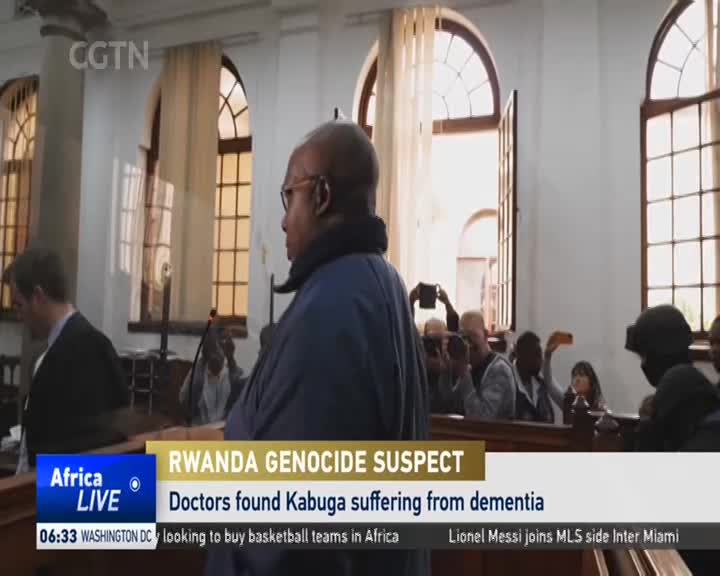 CGTN
RWANDA GENOCIDE SUSPECT
Africa
LIVE
Doctors found Kabuga suffering from dementia
06:33 WASHINGTON DC
y looking to buy basketball teams in Africa
Lionel Messi joins MLS side Inter Miami